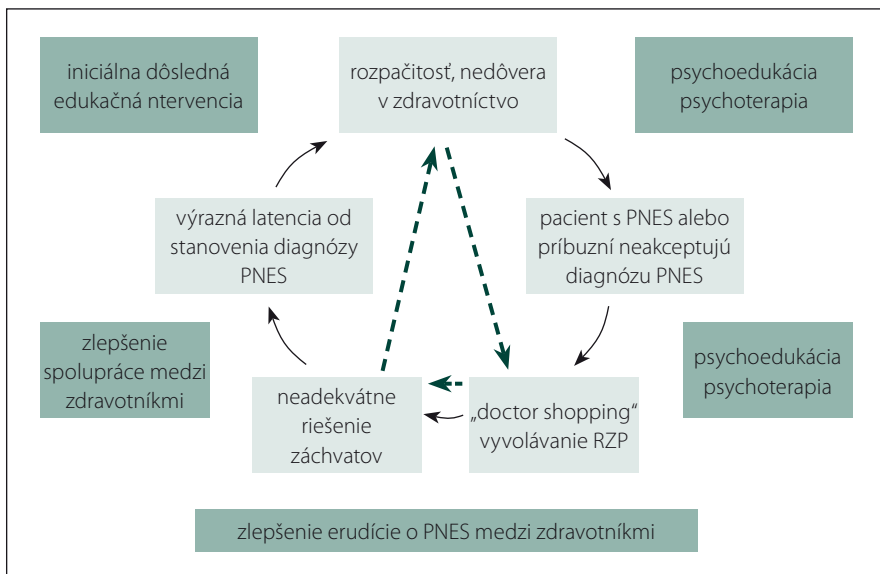 iniciálna dôsledná
edukačná ntervencia
rozpačitosť, nedôvera
v zdravotníctvo
psychoedukácia
psychoterapia
výrazná latencia od
stanovenia diagnózy
PNES
pacient s PNES alebo
príbuzní neakceptujú
diagnózu PNES
zlepšenie
spolupráce medzi
zdravotníkmi
neadekvátne
riešenie
záchvatov
„doctor shopping“
vyvolávanie RZP
psychoedukácia
psychoterapia
zlepšenie erudície o PNES medzi zdravotníkmi